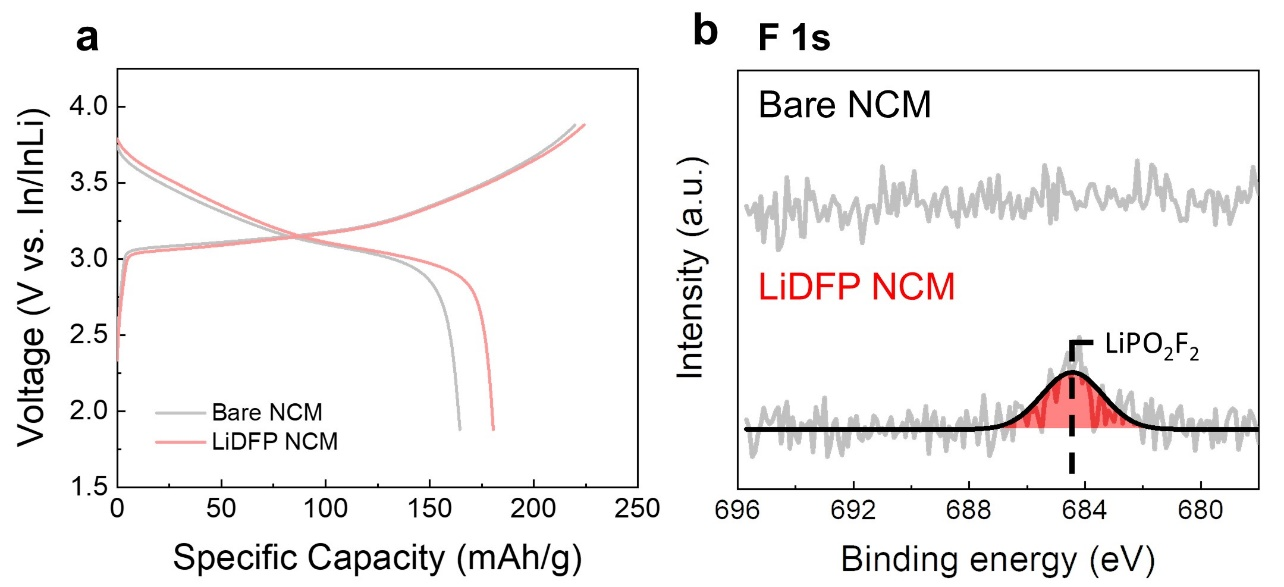 a
4.0
3.5
3.0
2.5
2.0
1.5
0
50
100
150
200
250
Voltage (V vs. In/InLi)
Specific Capacity (mAh/g)
Bare NCM
LiDFP NCM
b
F 1s
Bare NCM
LiDFP NCM
LiPO₂F₂
Intensity (a.u.)
696
692
688
684
680
Binding energy (eV)